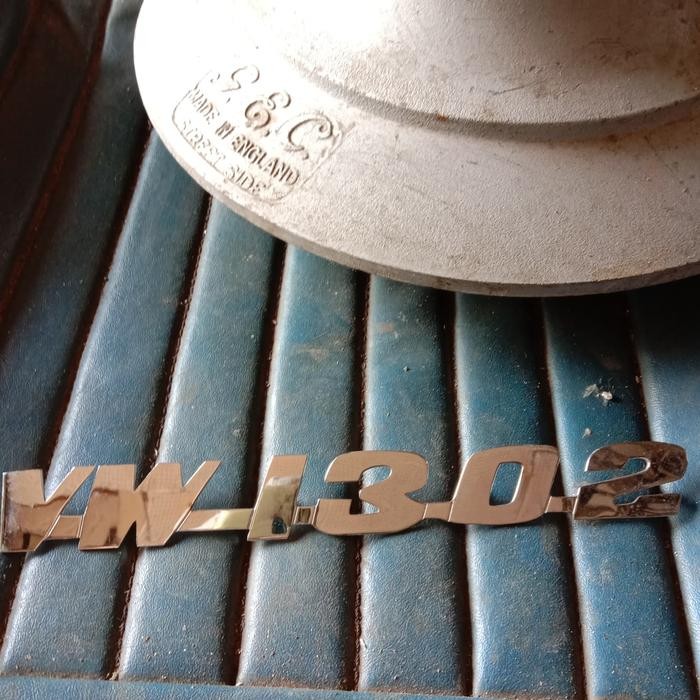 G.E.C.
MADE IN ENGLAND
STREET SIDE
VW 1302